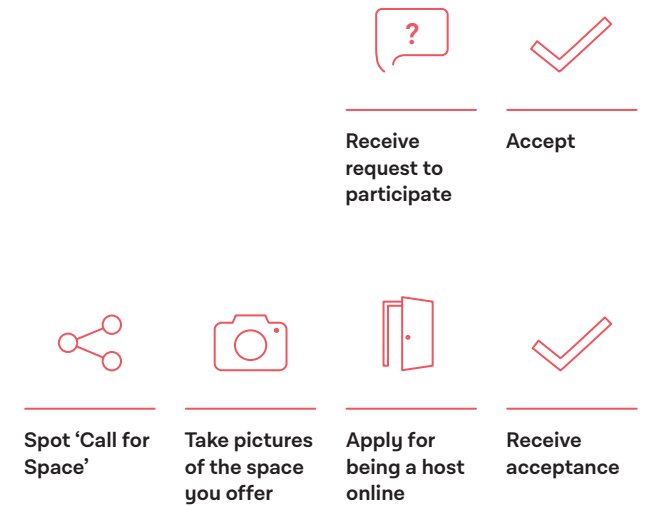 ?
Receive
request to
participate
Accept
Spot ‘Call for
Space’
Take pictures
of the space
you offer
Apply for
being a host
online
Receive
acceptance